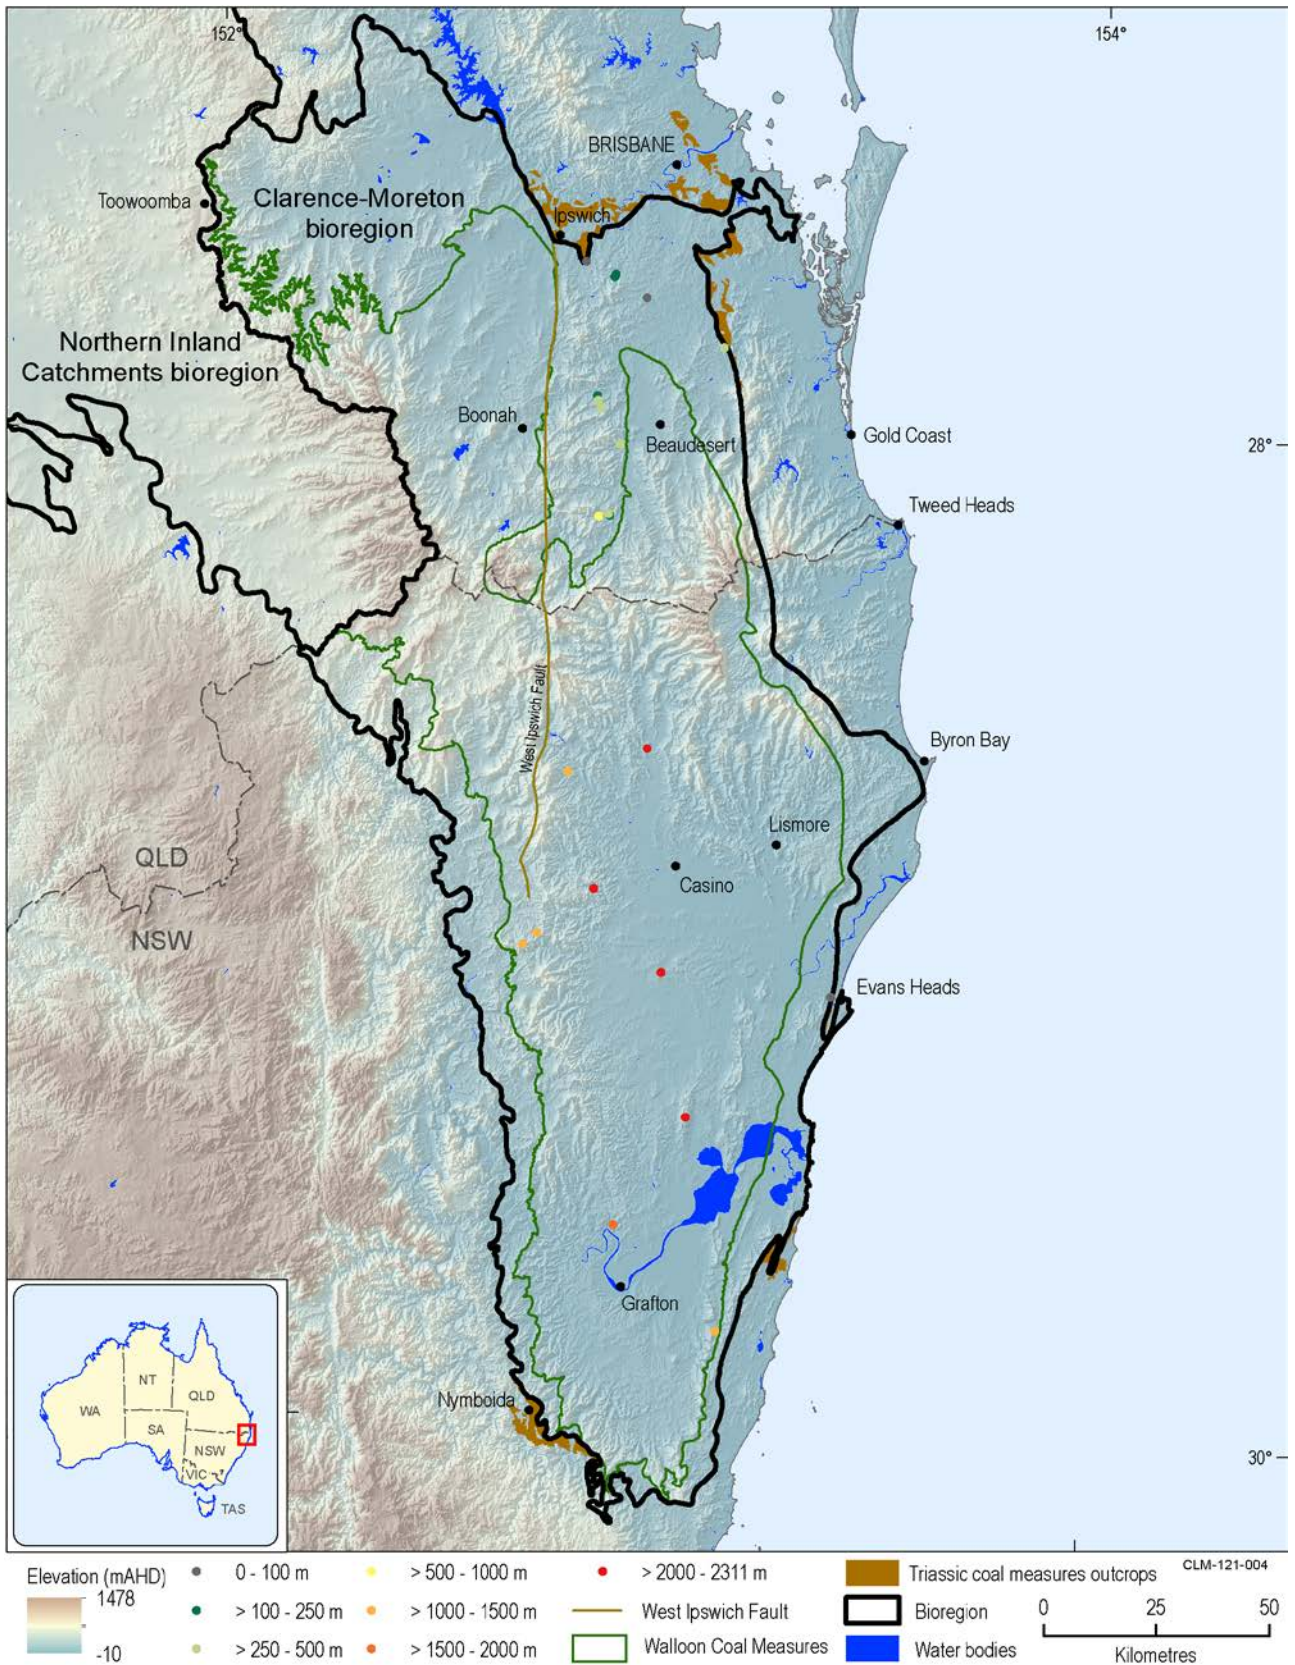 152°
154°
BRISBANE
Toowoomba
Clarence-Moreton
bioregion
Ipswich
Northern Inland
Catchments bioregion
Boonah
Beaudesert
Gold Coast
28°
Tweed Heads
West Ipswich Fault
Byron Bay
Lismore
QLD
Casino
NSW
Evans Heads
Grafton
Nymboida
NT
QLD
WA
SA
NSW
VIC
TAS
30°
Elevation (mAHD)
1478
-10
0 - 100 m
> 100 - 250 m
> 250 - 500 m
> 500 - 1000 m
> 1000 - 1500 m
> 1500 - 2000 m
> 2000 - 2311 m
West Ipswich Fault
Walloon Coal Measures
Triassic coal measures outcrops
Bioregion
Water bodies
CLM-121-004
0 25 50
Kilometres